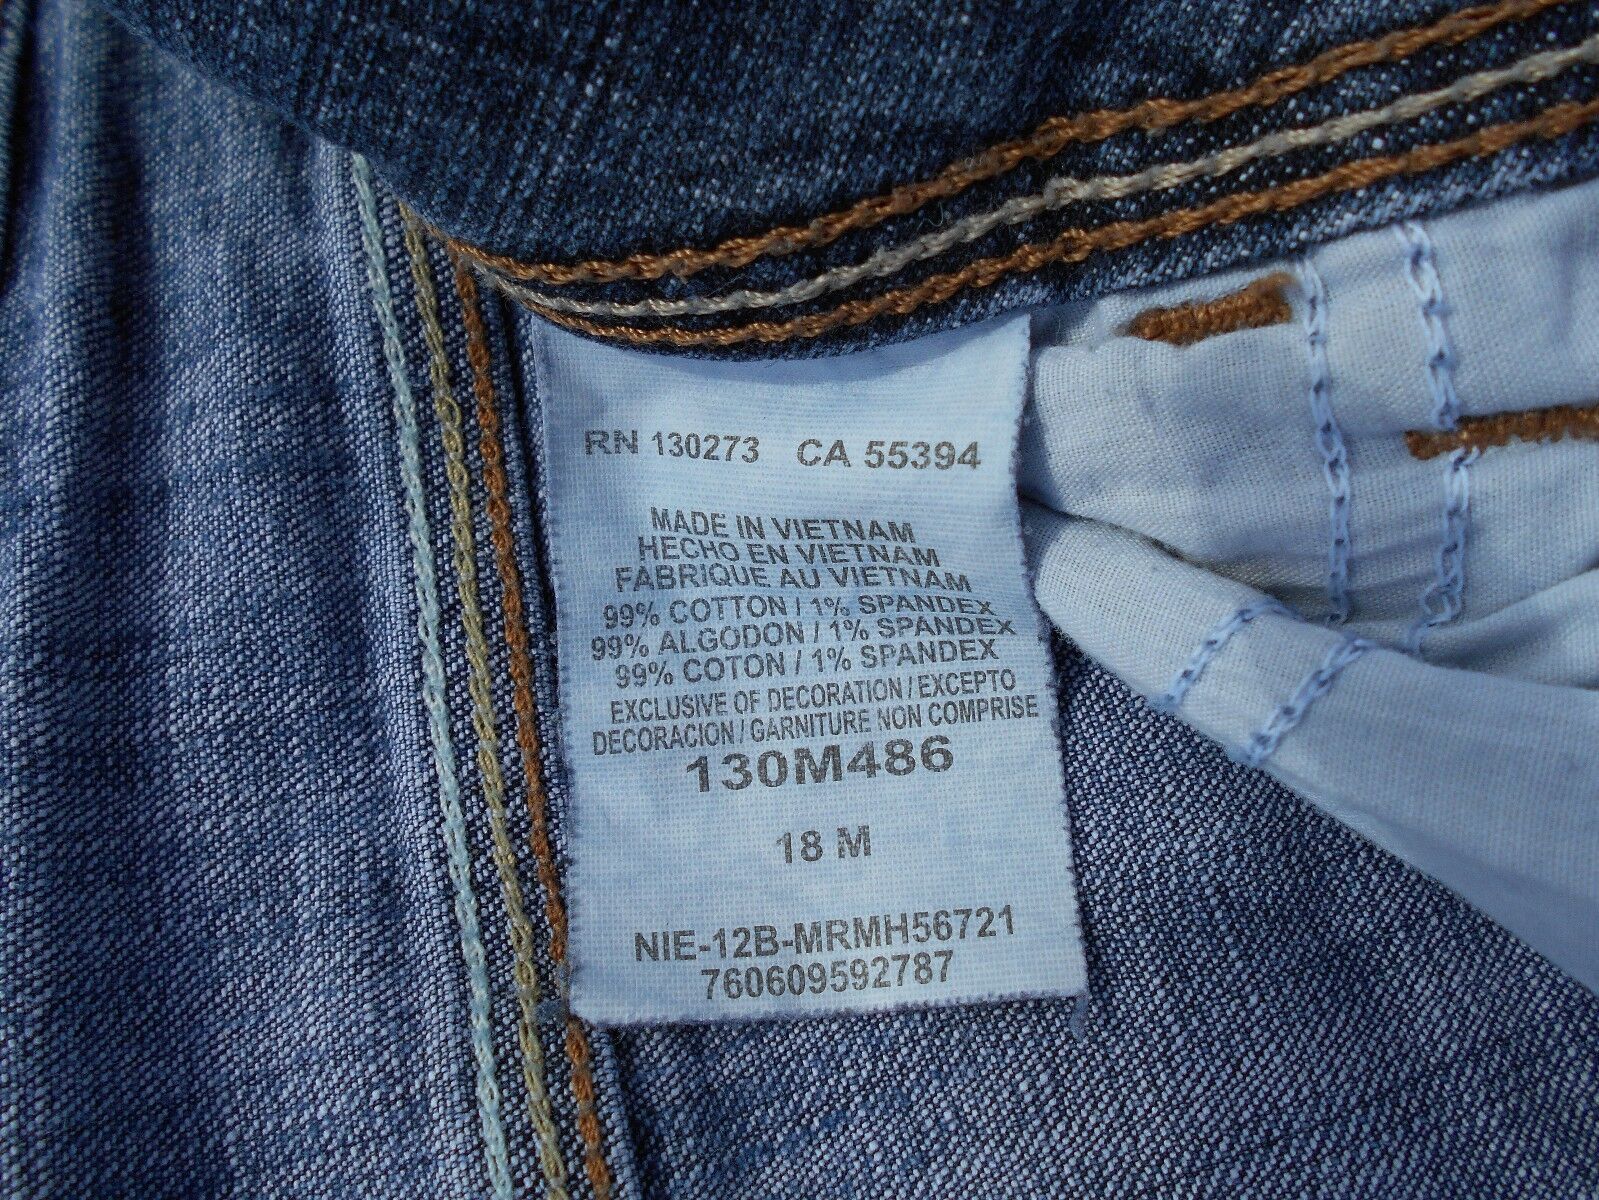 RN 130273 CA 55394
MADE IN VIETNAM
HECHO EN VIETNAM
FABRIQUE AU VIETNAM
99% COTTON / 1% SPANDEX
99% ALGODON / 1% SPANDEX
99% COTON / 1% SPANDEX
EXCLUSIVE OF DECORATION / EXCEPTO
DECORACION / GARNITURE NON COMPRISE
130M486
18 M
NIE-12B-MRMH56721
760609592787